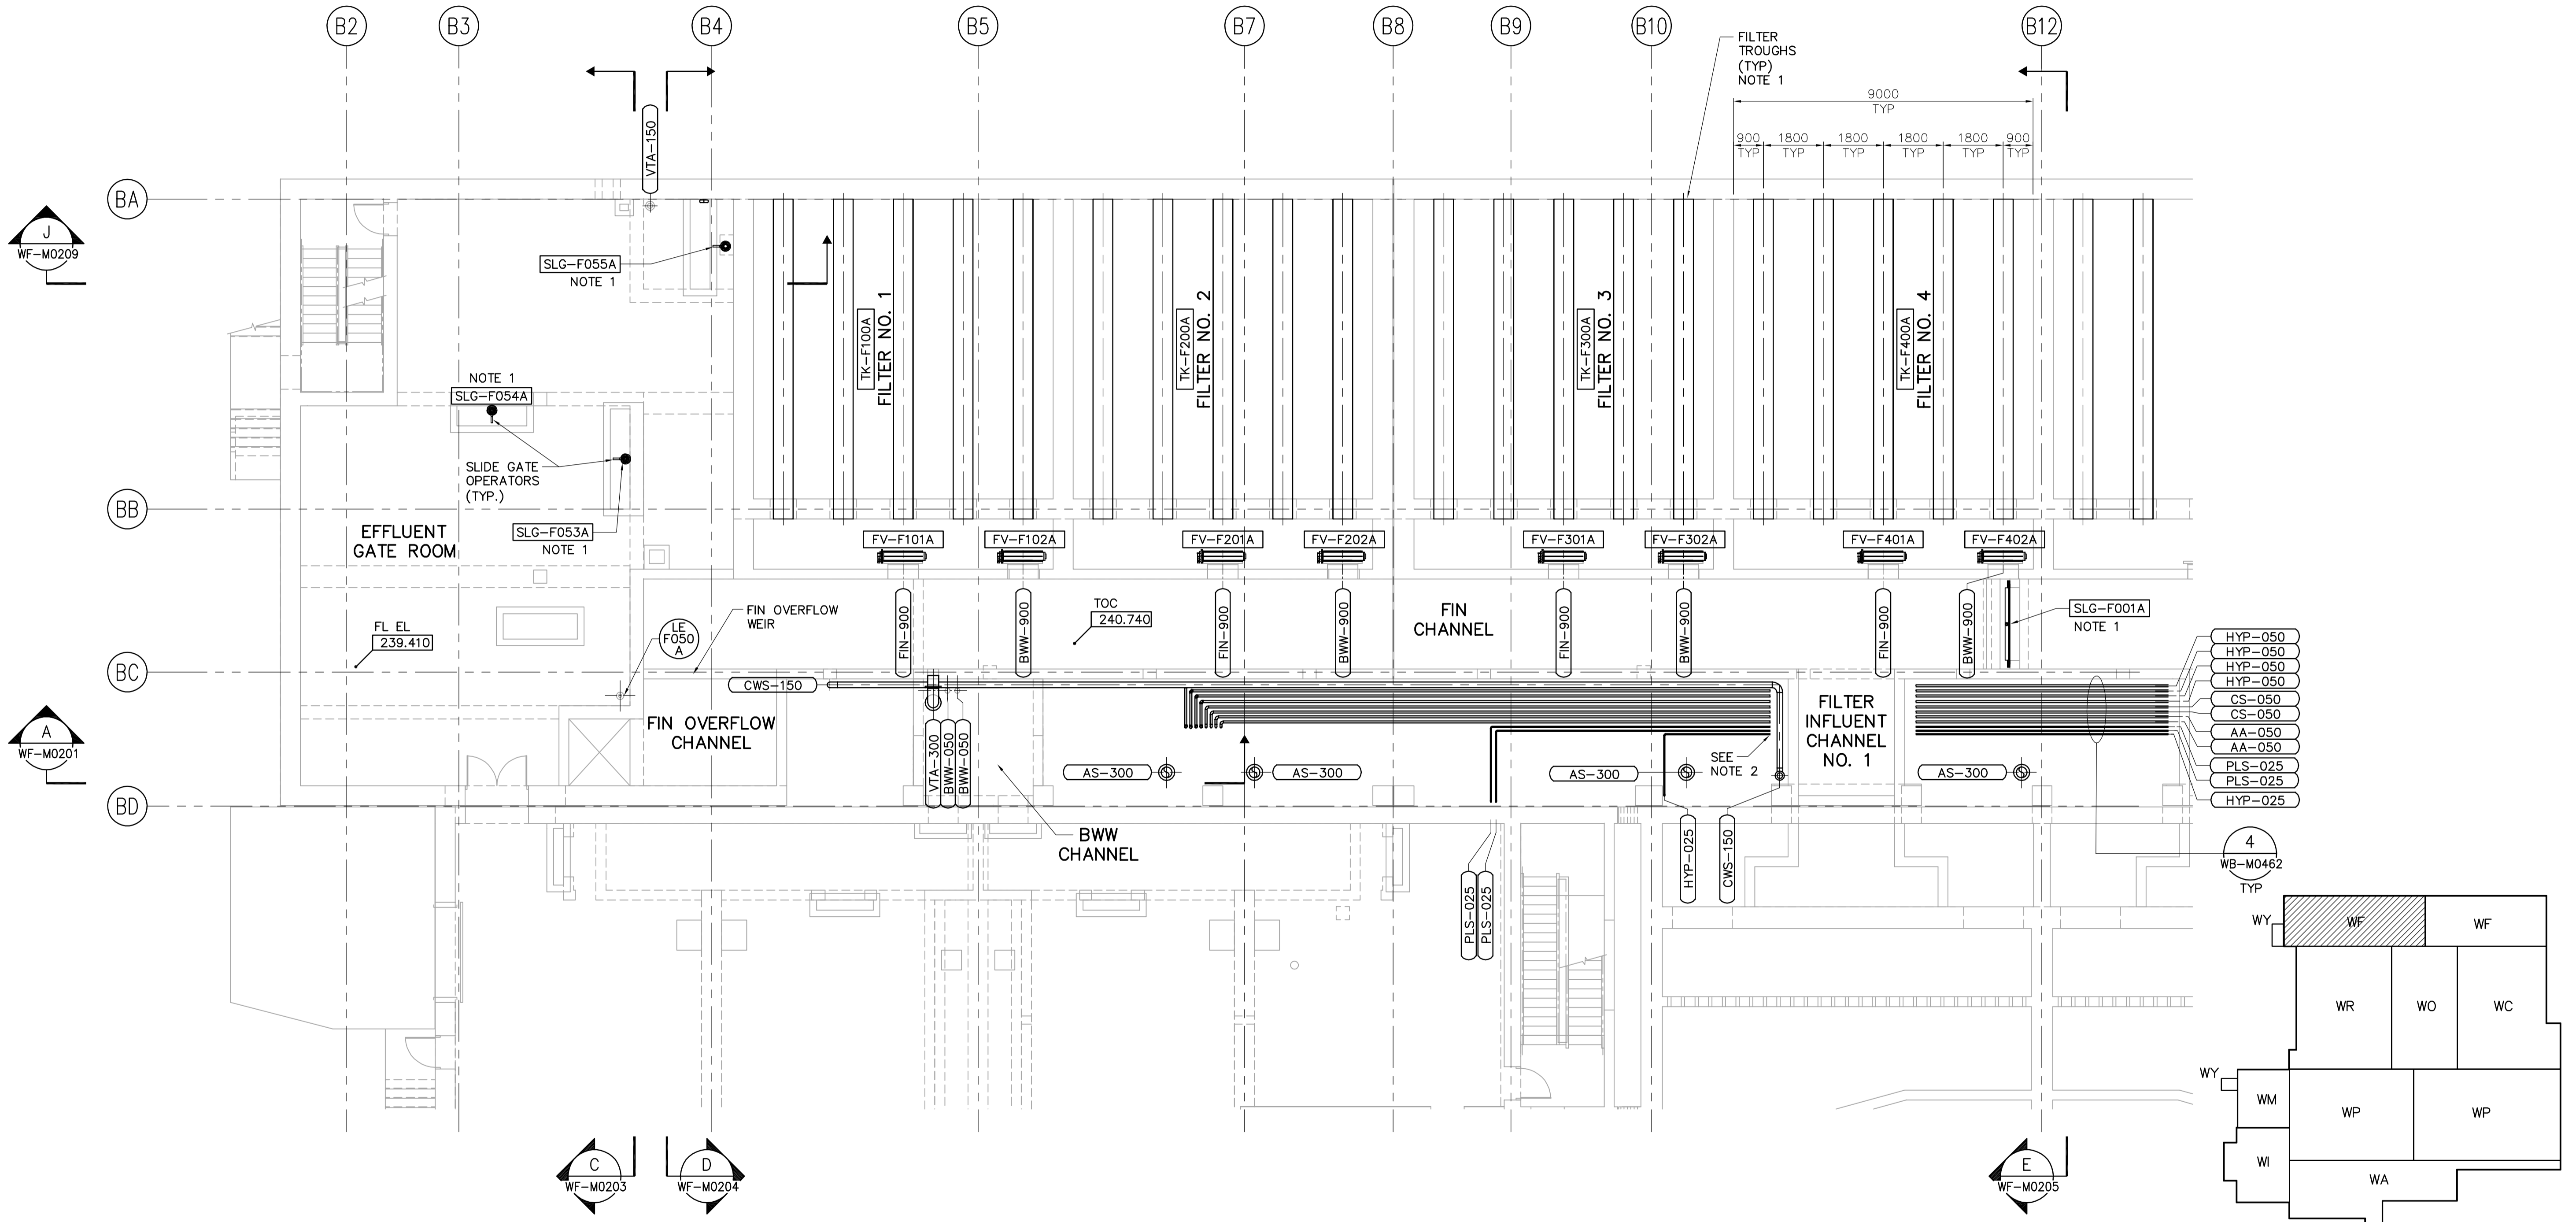 B2
B3
B4
B5
B7
B8
B9
B10
B12
FILTER
TROUGHS
(TYP)
NOTE 1
9000
TYP
900
TYP
1800
TYP
1800
TYP
1800
TYP
1800
TYP
900
TYP
VTA-150
BA
J
WF-M0209
SLG-F055A
NOTE 1
TK-F100A
FILTER NO. 1
TK-F200A
FILTER NO. 2
TK-F300A
FILTER NO. 3
TK-F400A
FILTER NO. 4
NOTE 1
SLG-F054A
SLIDE GATE
OPERATORS
(TYP.)
BB
EFFLUENT
GATE ROOM
SLG-F053A
NOTE 1
FV-F101A
FV-F102A
FV-F201A
FV-F202A
FV-F301A
FV-F302A
FV-F401A
FV-F402A
FL EL
239.410
LE
F050
A
FIN OVERFLOW
WEIR
FIN-900
BWW-900
TOC
240.740
FIN-900
BWW-900
FIN
CHANNEL
FIN-900
BWW-900
FIN-900
BWW-900
SLG-F001A
NOTE 1
BC
CWS-150
HYP-050
HYP-050
HYP-050
HYP-050
CS-050
CS-050
AA-050
AA-050
PLS-025
PLS-025
HYP-025
A
WF-M0201
FIN OVERFLOW
CHANNEL
VTA-300
BWW-050
BWW-050
AS-300
AS-300
AS-300
SEE
NOTE 2
FILTER
INFLUENT
CHANNEL
NO. 1
AS-300
BD
BWW
CHANNEL
PLS-025
PLS-025
HYP-025
CWS-150
4
WB-M0462
TYP
WY
WF
WF
WR
WO
WC
WY
WM
WP
WP
WI
WA
C
WF-M0203
D
WF-M0204
E
WF-M0205